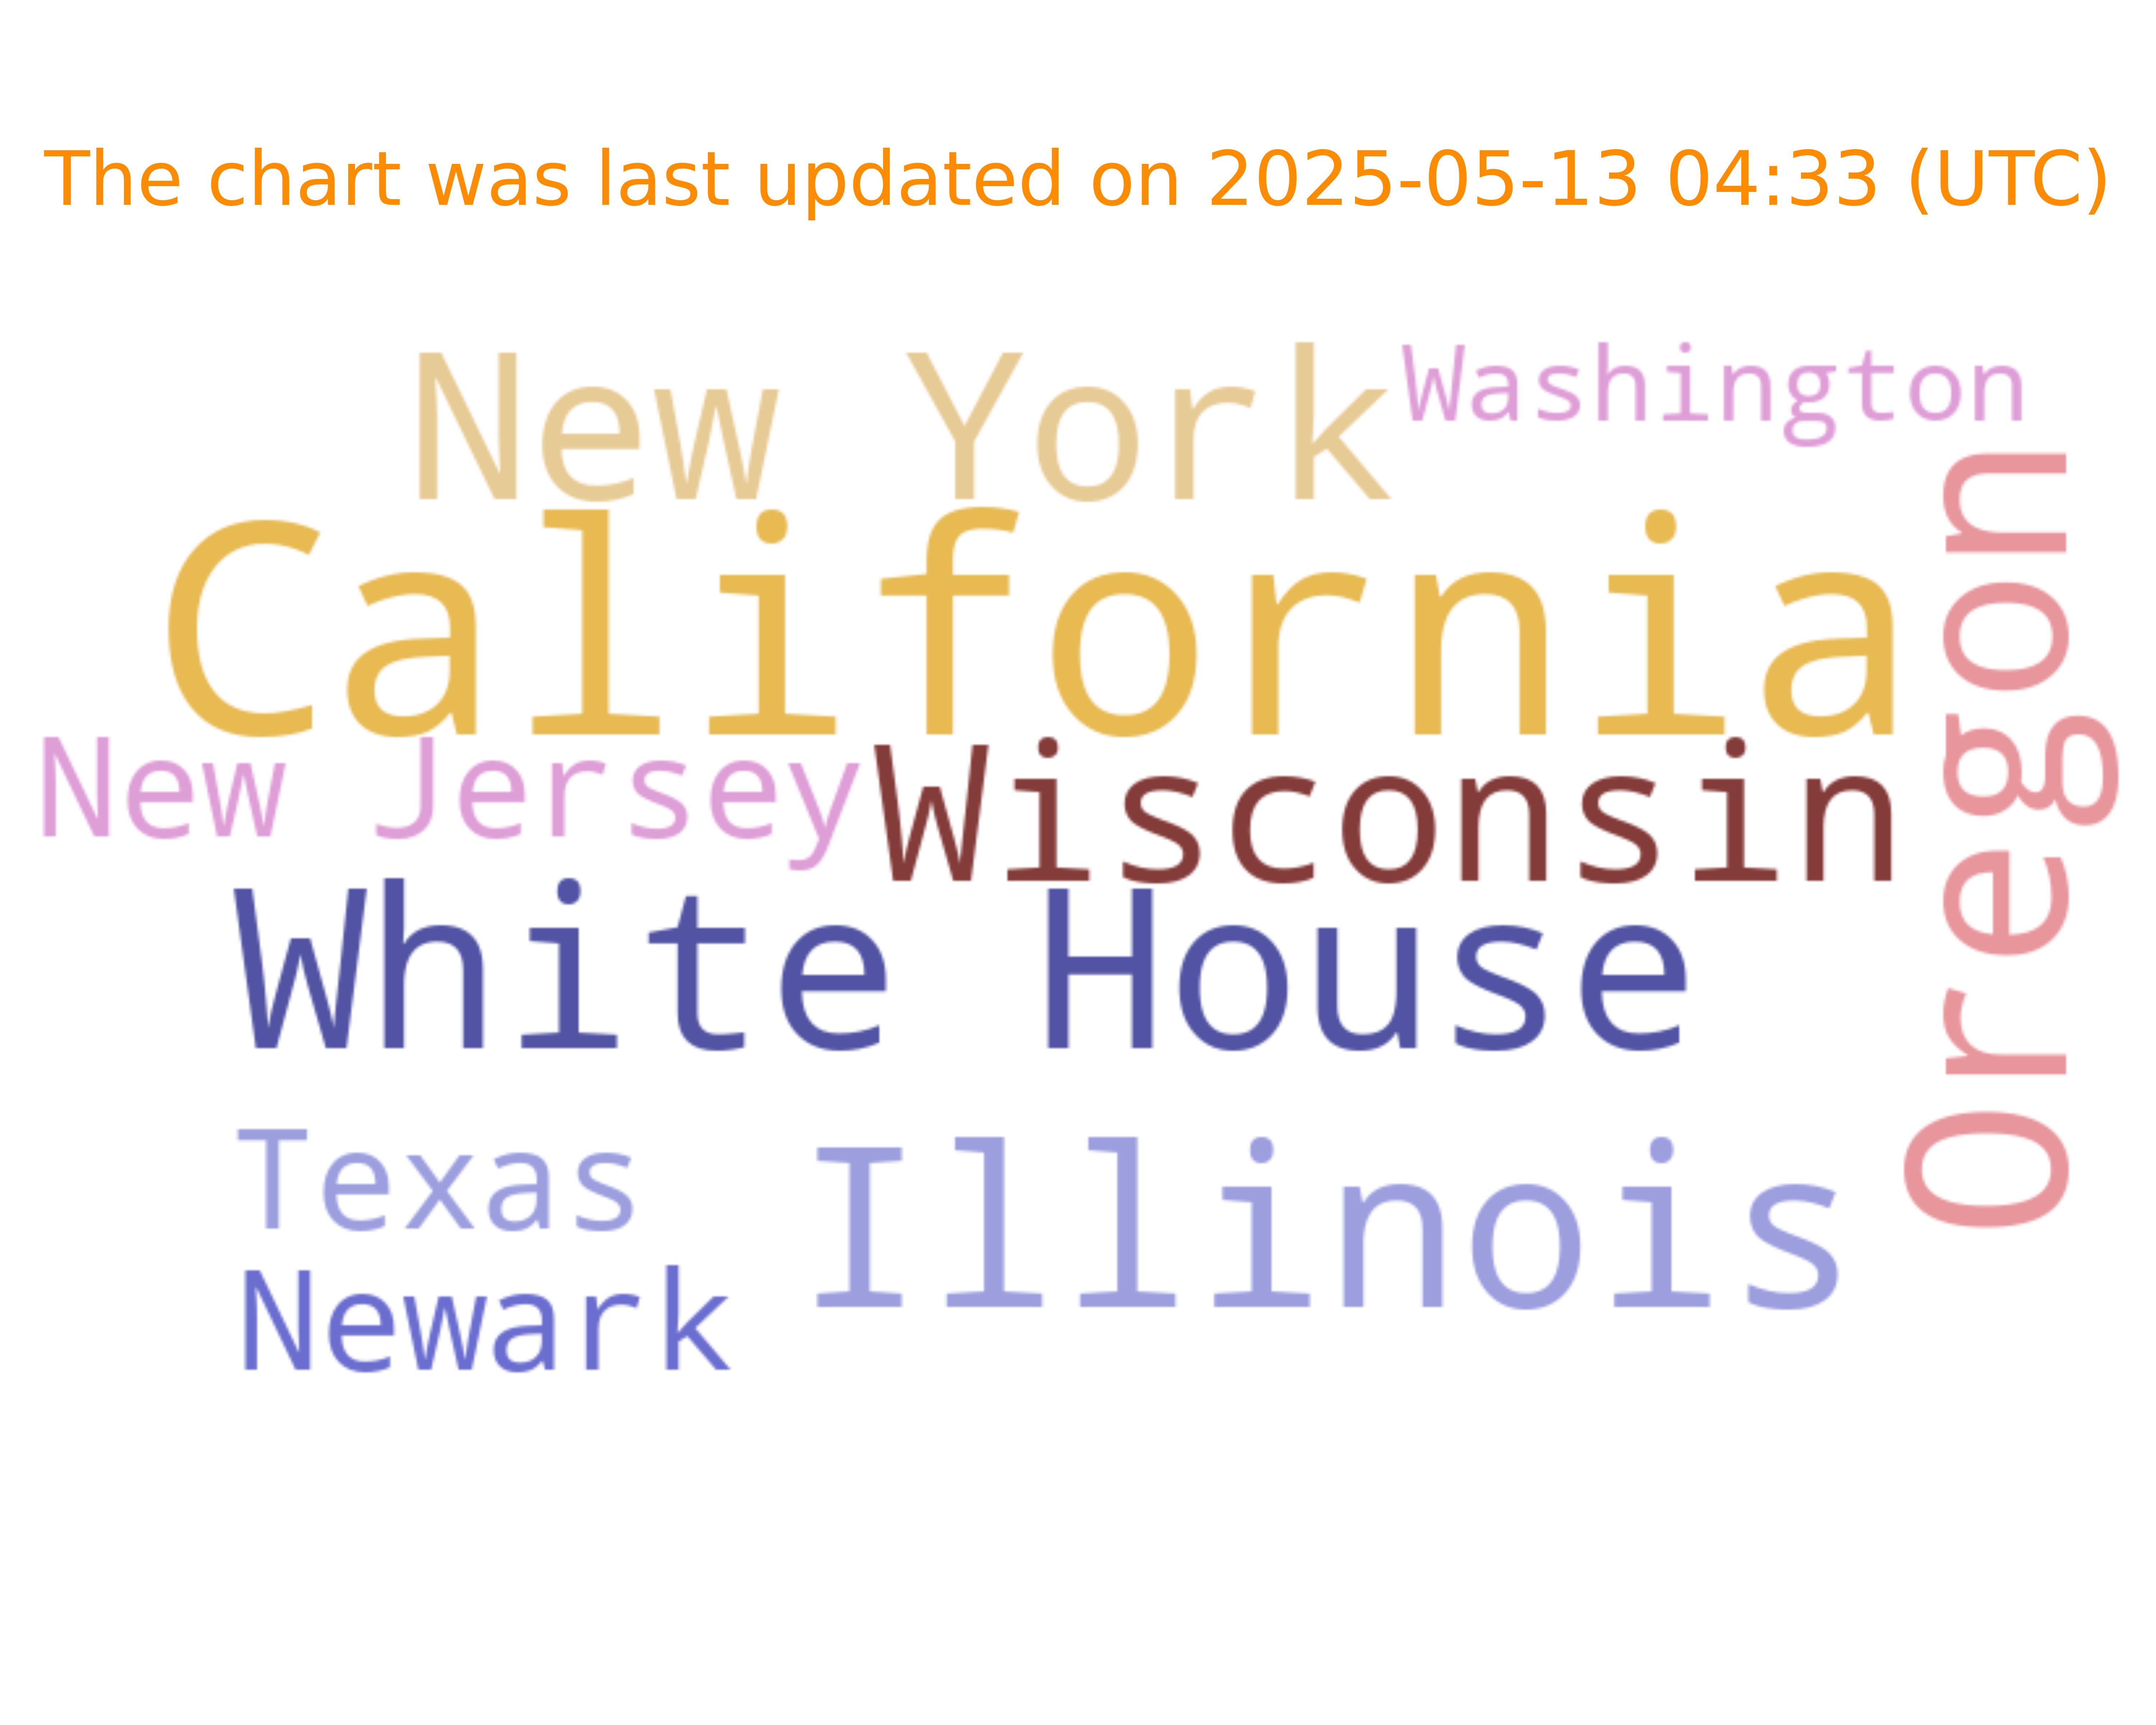 The chart was last updated on 2025-05-13 04:33 (UTC)
New York
Washington
California
Oregon
New Jersey
Wisconsin
White House
Texas
Illinois
Newark